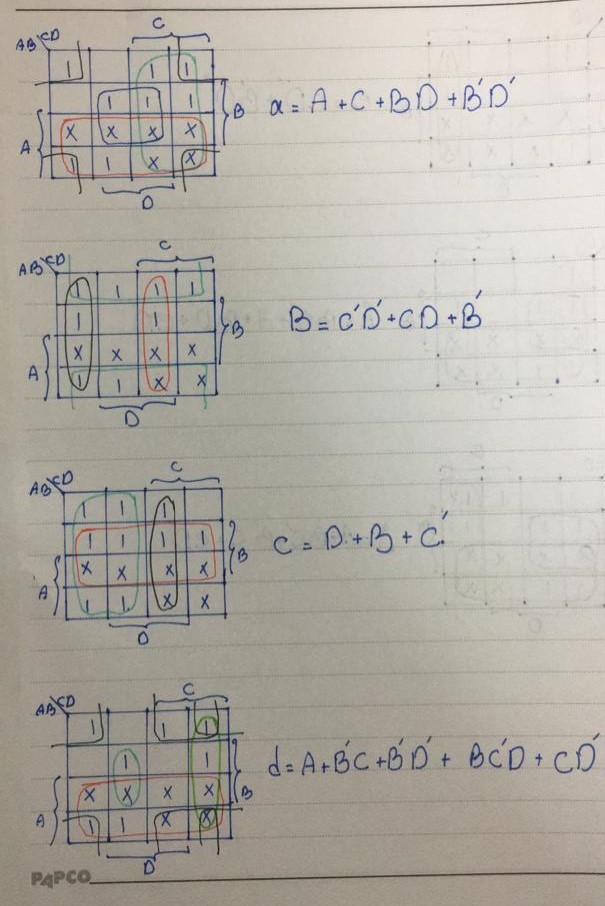 C
AB CD
1 1 1
1 1 1
B
a = A + C + BD + B'D'
A
X X X X
1 1 X X
D
C
AB CD
1 1 1 1
1 1
B
B = C'D' + CD + B'
A
X X X X
1 1 X X
D
C
AB CD
1 1 1
1 1 1 1
B
C = D + B + C'
A
X X X X
1 1 X X
D
C
AB CD
1 1 1
1 1
B
d = A + B'C + B'D' + BC'D + CD'
A
X X X X
1 1 X X
D
PAPCO